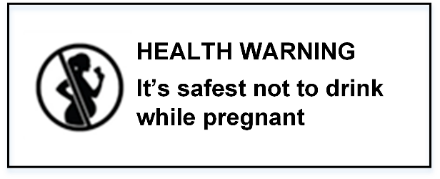 HEALTH WARNING
It's safest not to drink
while pregnant